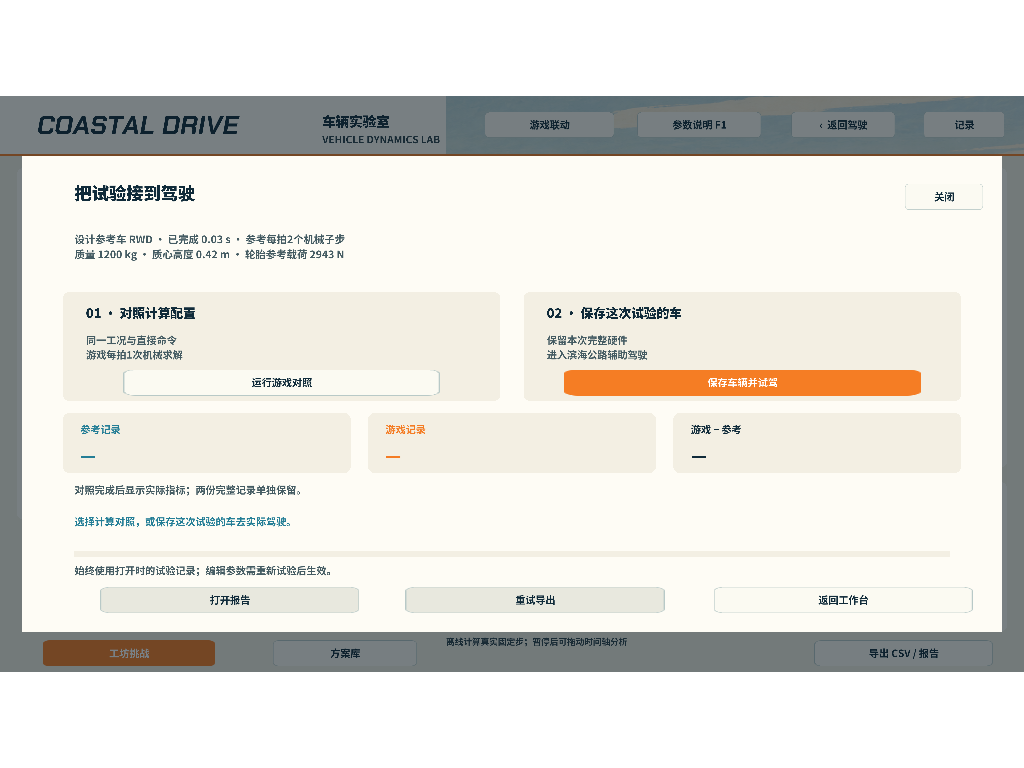 COASTAL DRIVE
车辆实验室
VEHICLE DYNAMICS LAB
游戏联动
参数说明 F1
‹ 返回驾驶
记录
把试验接到驾驶
关闭
设计参考车 RWD · 已完成 0.03 s · 参考每拍2个机械子步
质量 1200 kg · 质心高度 0.42 m · 轮胎参考载荷 2943 N
01 · 对照计算配置
同一工况与直接命令
游戏每拍1次机械求解
运行游戏对照
02 · 保存这次试验的车
保留本次完整硬件
进入滨海公路辅助驾驶
保存车辆并试驾
参考记录
—
游戏记录
—
游戏 − 参考
—
对照完成后显示实际指标；两份完整记录单独保留。
选择计算对照，或保存这次试验的车去实际驾驶。
始终使用打开时的试验记录；编辑参数需重新试验后生效。
打开报告
重试导出
返回工作台
离线计算真实固定步；暂停后可拖动时间轴分析
工坊挑战
方案库
导出 CSV / 报告